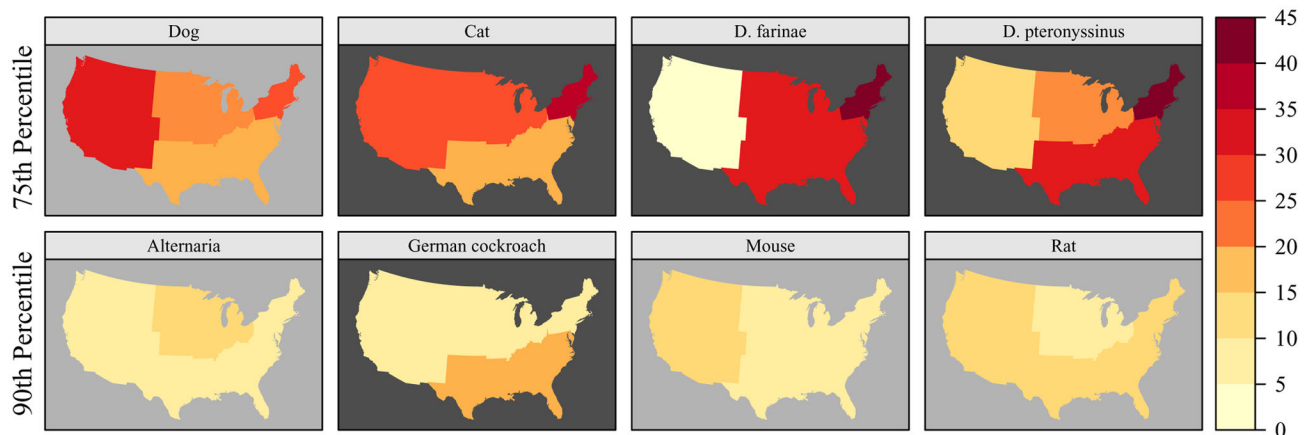 75th Percentile
Dog
Cat
D. farinae
D. pteronyssinus
90th Percentile
Alternaria
German cockroach
Mouse
Rat
45
40
35
30
25
20
15
10
5
0